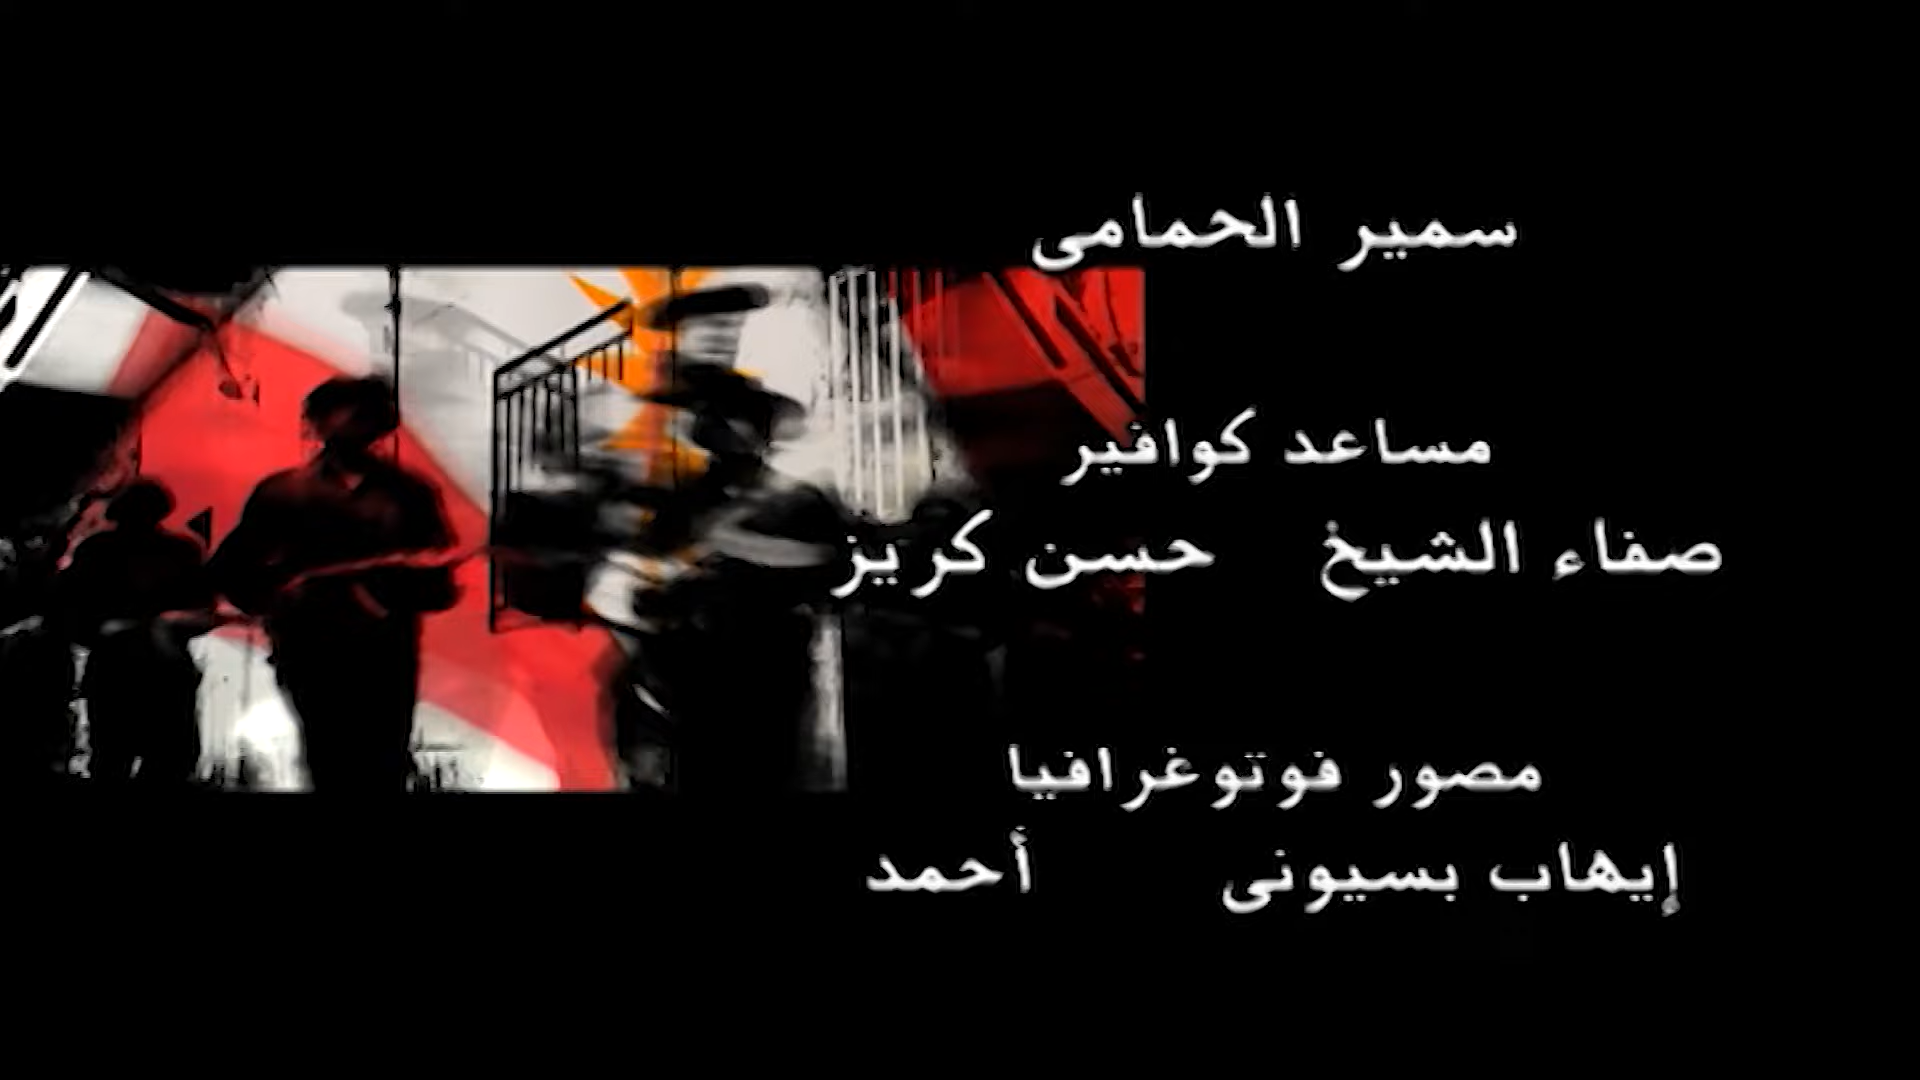 سمير الحمامى
مساعد كوافير
صفاء الشيخ حسن كريز
مصور فوتوغرافيا
إيهاب بسيونى أحمد